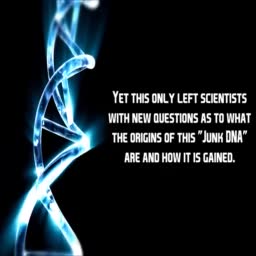 Yet this only left scientists
with new questions as to what
the origins of this "Junk DNA"
are and how it is gained.